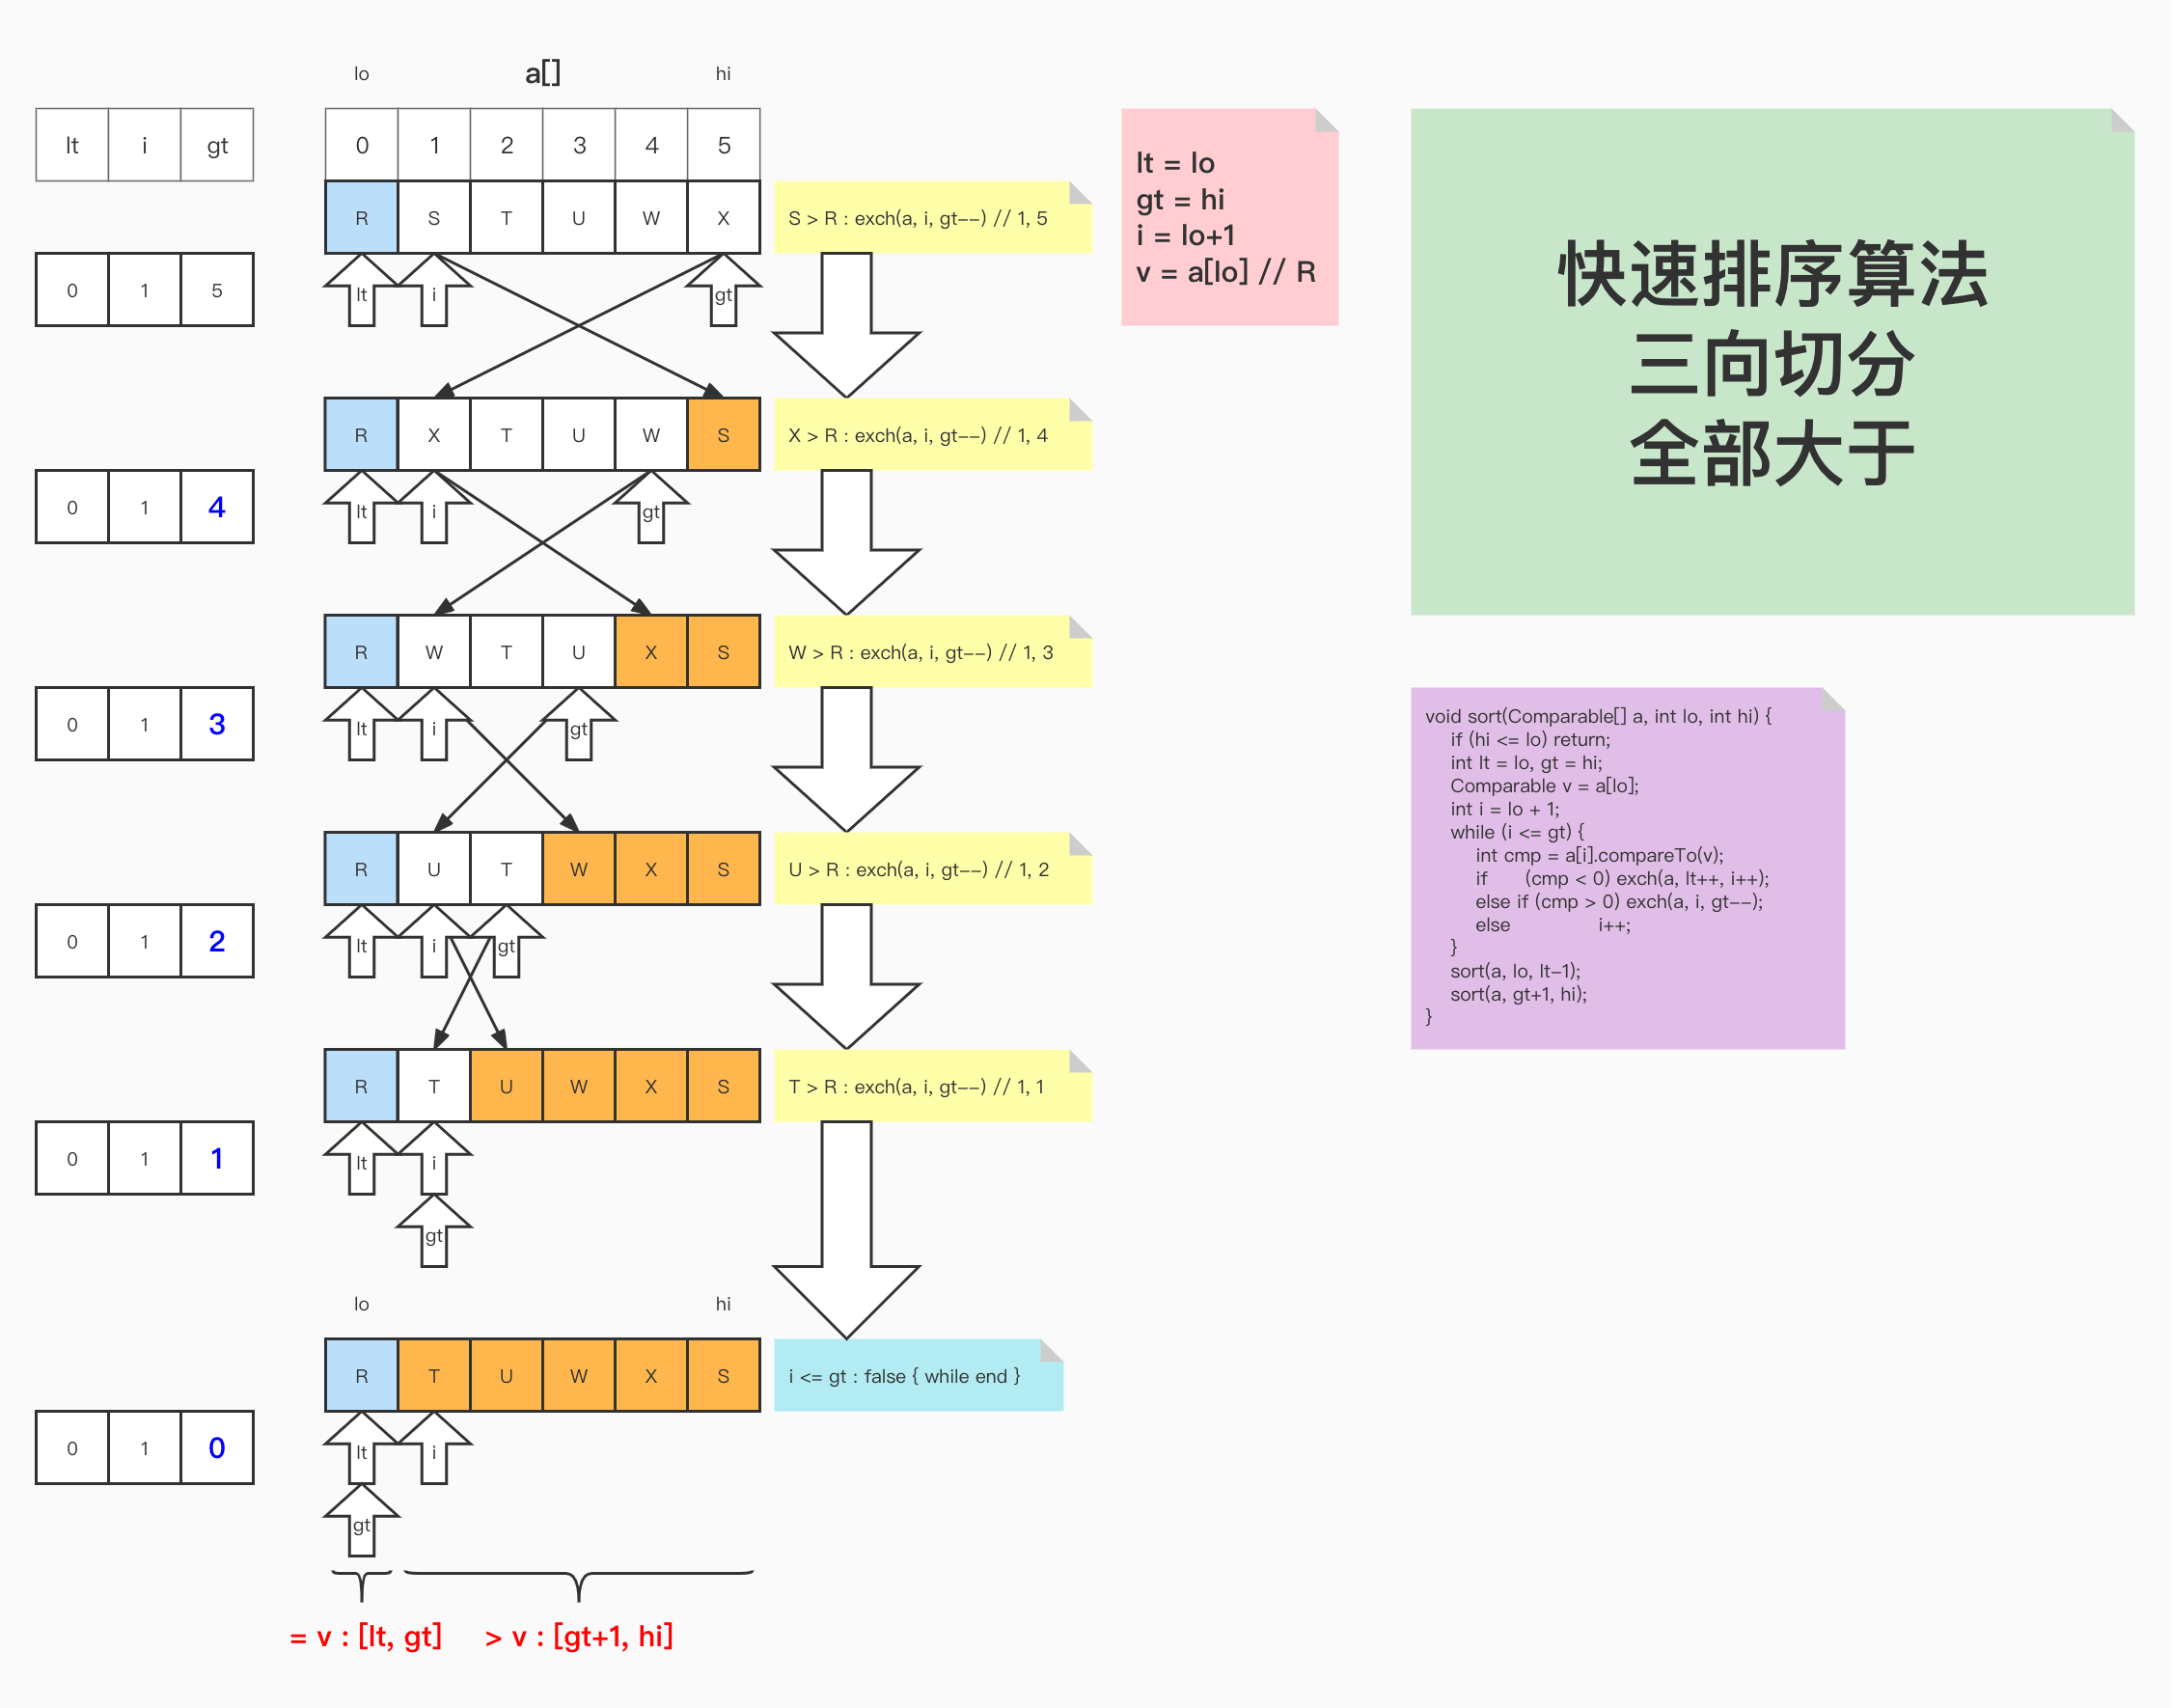 lo a[] hi
lt i gt 0 1 2 3 4 5
R S T U W X S > R : exch(a, i, gt--) // 1, 5
0 1 5 lt i gt
R X T U W S X > R : exch(a, i, gt--) // 1, 4
0 1 4 lt i gt
R W T U X S W > R : exch(a, i, gt--) // 1, 3
0 1 3 lt i gt
R U T W X S U > R : exch(a, i, gt--) // 1, 2
0 1 2 lt i gt
R T U W X S T > R : exch(a, i, gt--) // 1, 1
0 1 1 lt i
gt
lo hi
R T U W X S i <= gt : false { while end }
0 1 0 lt i
gt
= v : [lt, gt] > v : [gt+1, hi]
lt = lo
gt = hi
i = lo+1
v = a[lo] // R
快速排序算法
三向切分
全部大于
void sort(Comparable[] a, int lo, int hi) {
if (hi <= lo) return;
int lt = lo, gt = hi;
Comparable v = a[lo];
int i = lo + 1;
while (i <= gt) {
int cmp = a[i].compareTo(v);
if (cmp < 0) exch(a, lt++, i++);
else if (cmp > 0) exch(a, i, gt--);
else i++;
}
sort(a, lo, lt-1);
sort(a, gt+1, hi);
}